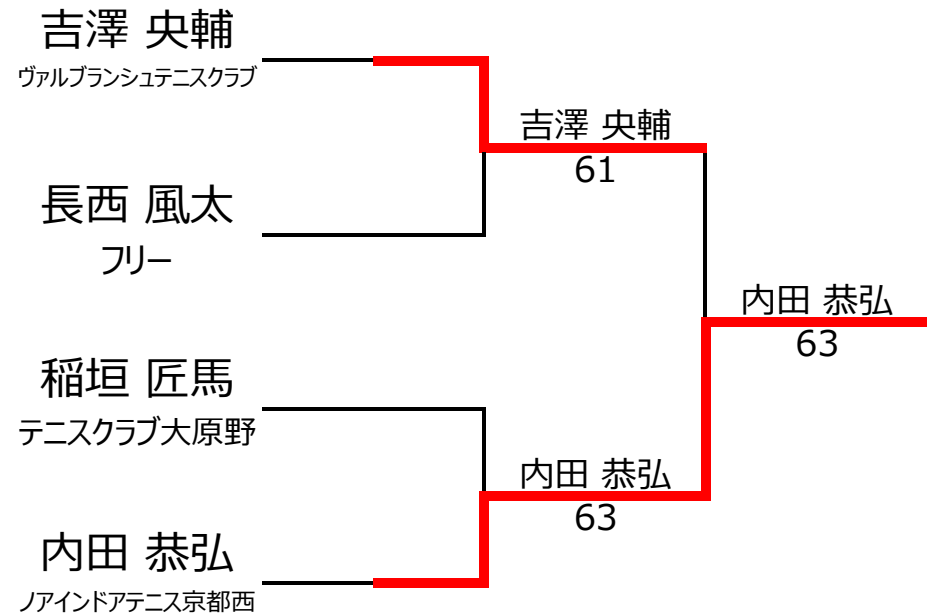 吉澤 央輔
ヴァルブランシュテニスクラブ
吉澤 央輔
61
長西 風太
フリー
内田 恭弘
63
稲垣 匠馬
テニスクラブ大原野
内田 恭弘
63
内田 恭弘
ノアインドアテニス京都西